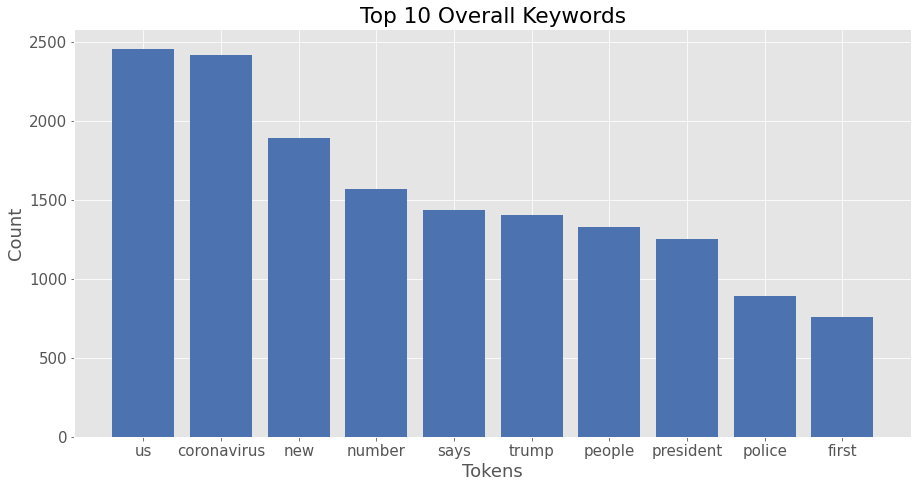 Top 10 Overall Keywords
2500
2000
1500
1000
500
0
Count
us coronavirus new number says trump people president police first
Tokens